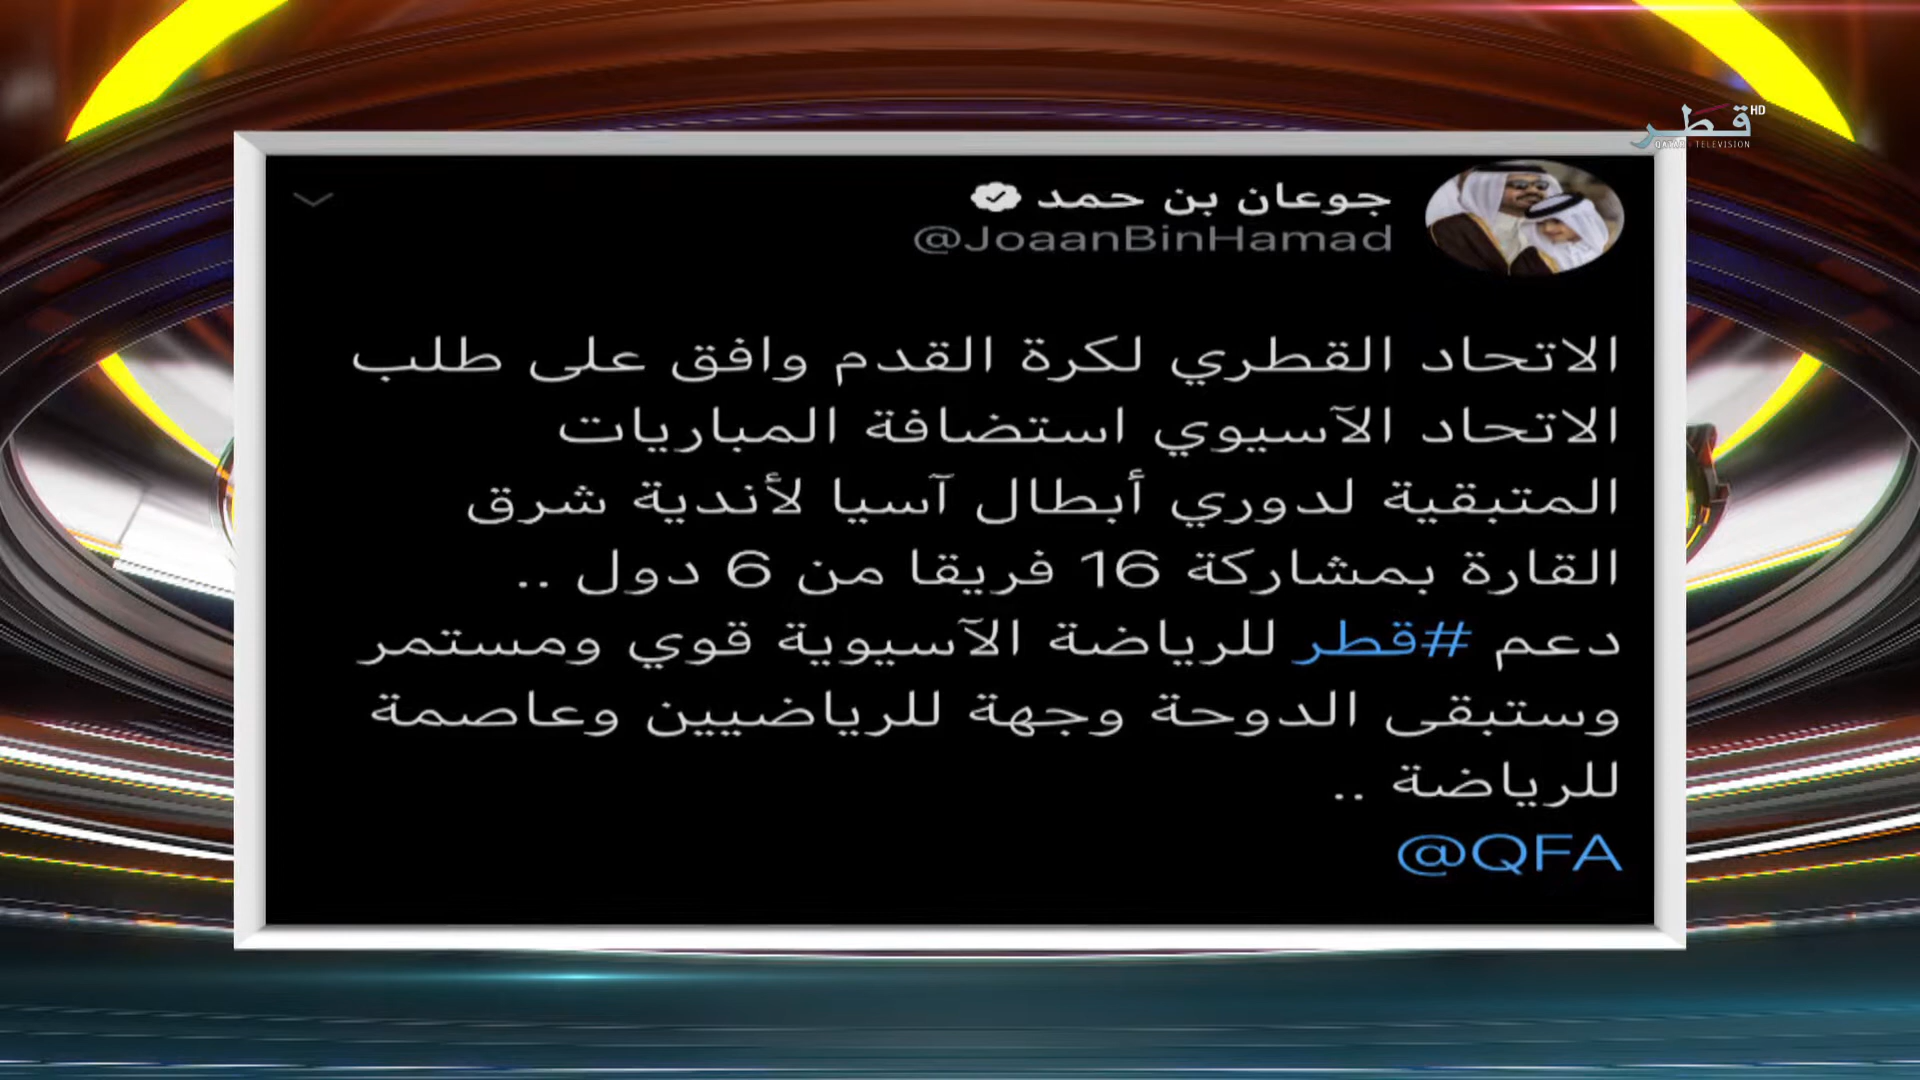 قطر HD
QATAR TELEVISION
جوعان بن حمد
@JoaanBinHamad
الاتحاد القطري لكرة القدم وافق على طلب
الاتحاد الآسيوي استضافة المباريات
المتبقية لدوري أبطال آسيا لأندية شرق
القارة بمشاركة 16 فريقا من 6 دول ..
دعم #قطر للرياضة الآسيوية قوي ومستمر
وستبقى الدوحة وجهة للرياضيين وعاصمة
للرياضة ..
@QFA